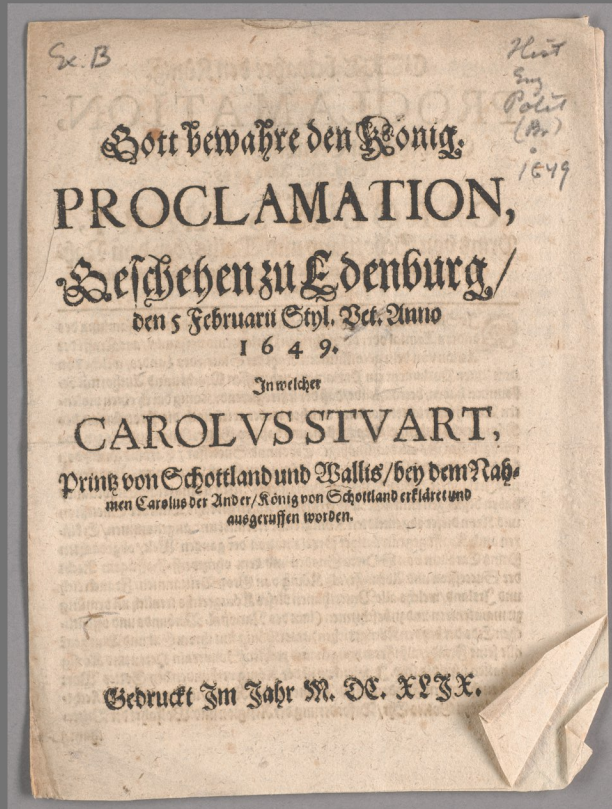 Ex. B
Hist
Eng
Polit
(Br)
1649
Gott bewahre den König.
PROCLAMATION,
Geschehen zu Edenburg/
den 5 Februarii Styl. Vet. Anno
1649.
In welcher
CAROLVS STVART,
Printz von Schottland und Wallis/bey dem Nah-
men Carolus der Ander/König von Schottland erkläret und
ausgeruffen worden.
Gedruckt Im Jahr M. DC. XLIX.